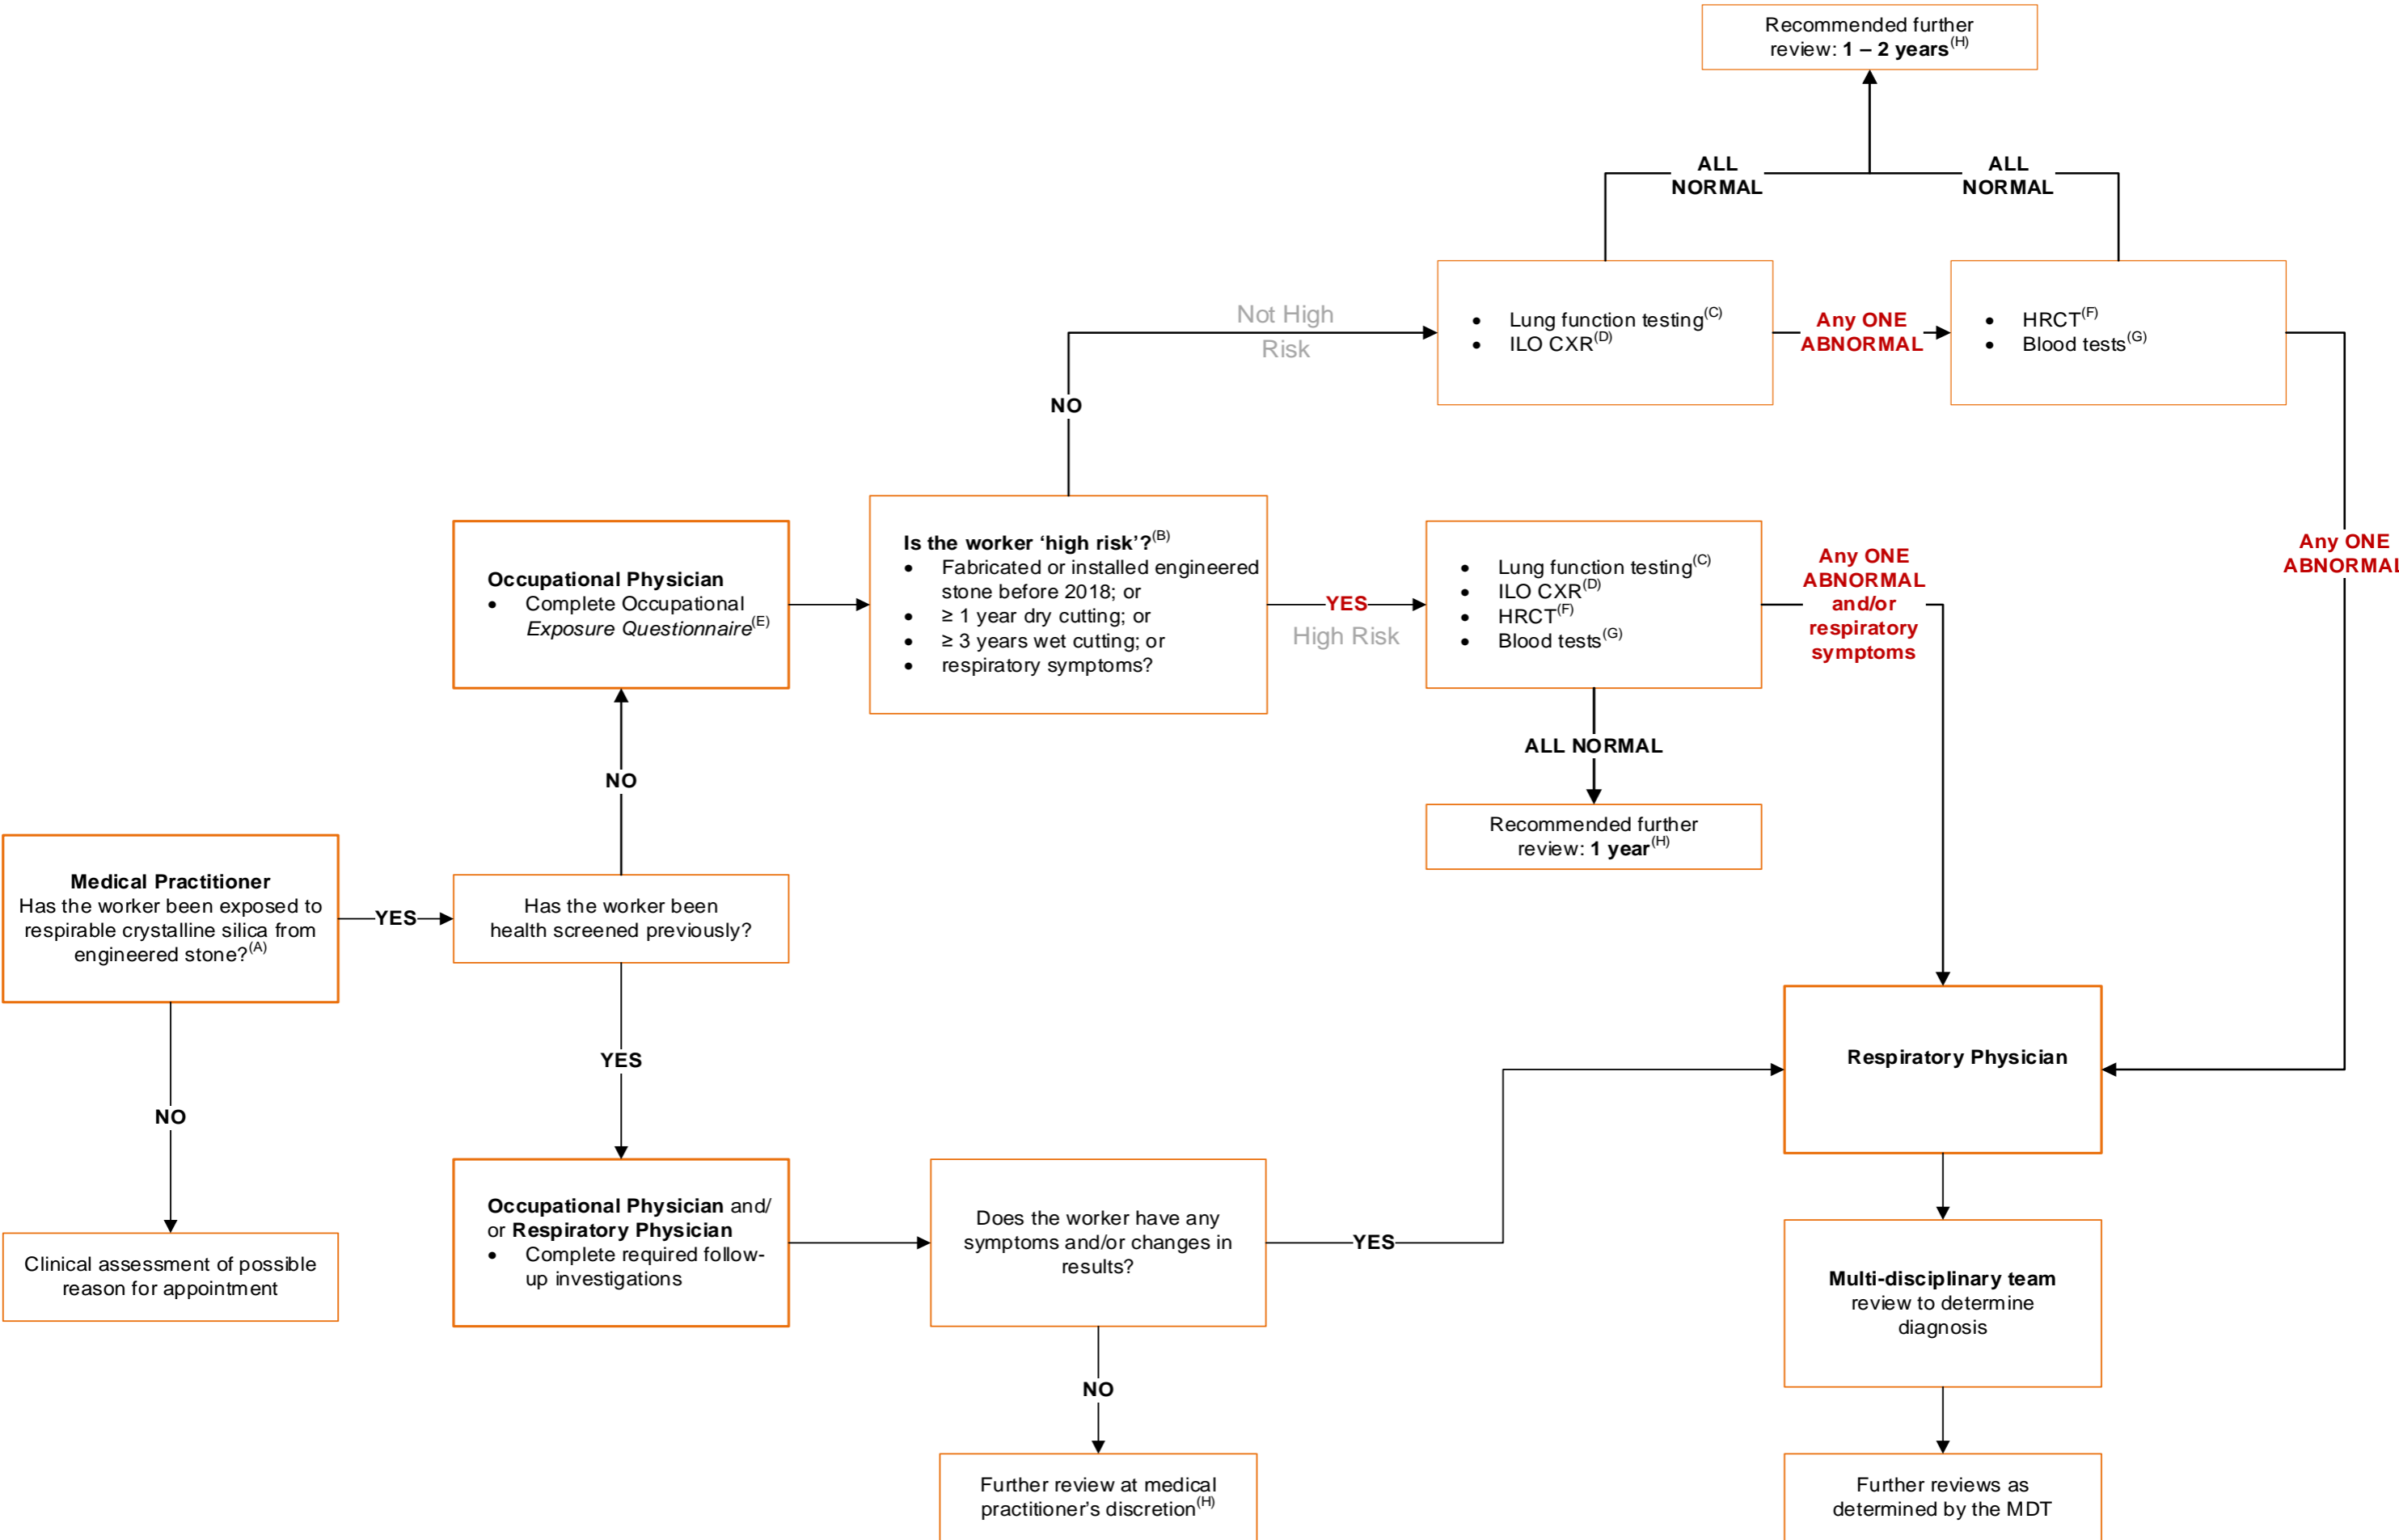 Recommended further
review: 1 – 2 years(H)
ALL
NORMAL
ALL
NORMAL
Not High
Risk
• Lung function testing(C)
• ILO CXR(D)
Any ONE
ABNORMAL
• HRCT(F)
• Blood tests(G)
NO
Any ONE
ABNORMAL
Occupational Physician
• Complete Occupational
Exposure Questionnaire(E)
Is the worker ‘high risk’?(B)
• Fabricated or installed engineered
stone before 2018; or
• ≥ 1 year dry cutting; or
• ≥ 3 years wet cutting; or
• respiratory symptoms?
YES
High Risk
• Lung function testing(C)
• ILO CXR(D)
• HRCT(F)
• Blood tests(G)
Any ONE
ABNORMAL
and/or
respiratory
symptoms
ALL NORMAL
NO
Recommended further
review: 1 year(H)
Medical Practitioner
Has the worker been exposed to
respirable crystalline silica from
engineered stone?(A)
YES
Has the worker been
health screened previously?
Respiratory Physician
YES
NO
Occupational Physician and/
or Respiratory Physician
• Complete required follow-
up investigations
Does the worker have any
symptoms and/or changes in
results?
YES
Clinical assessment of possible
reason for appointment
Multi-disciplinary team
review to determine
diagnosis
NO
Further review at medical
practitioner’s discretion(H)
Further reviews as
determined by the MDT